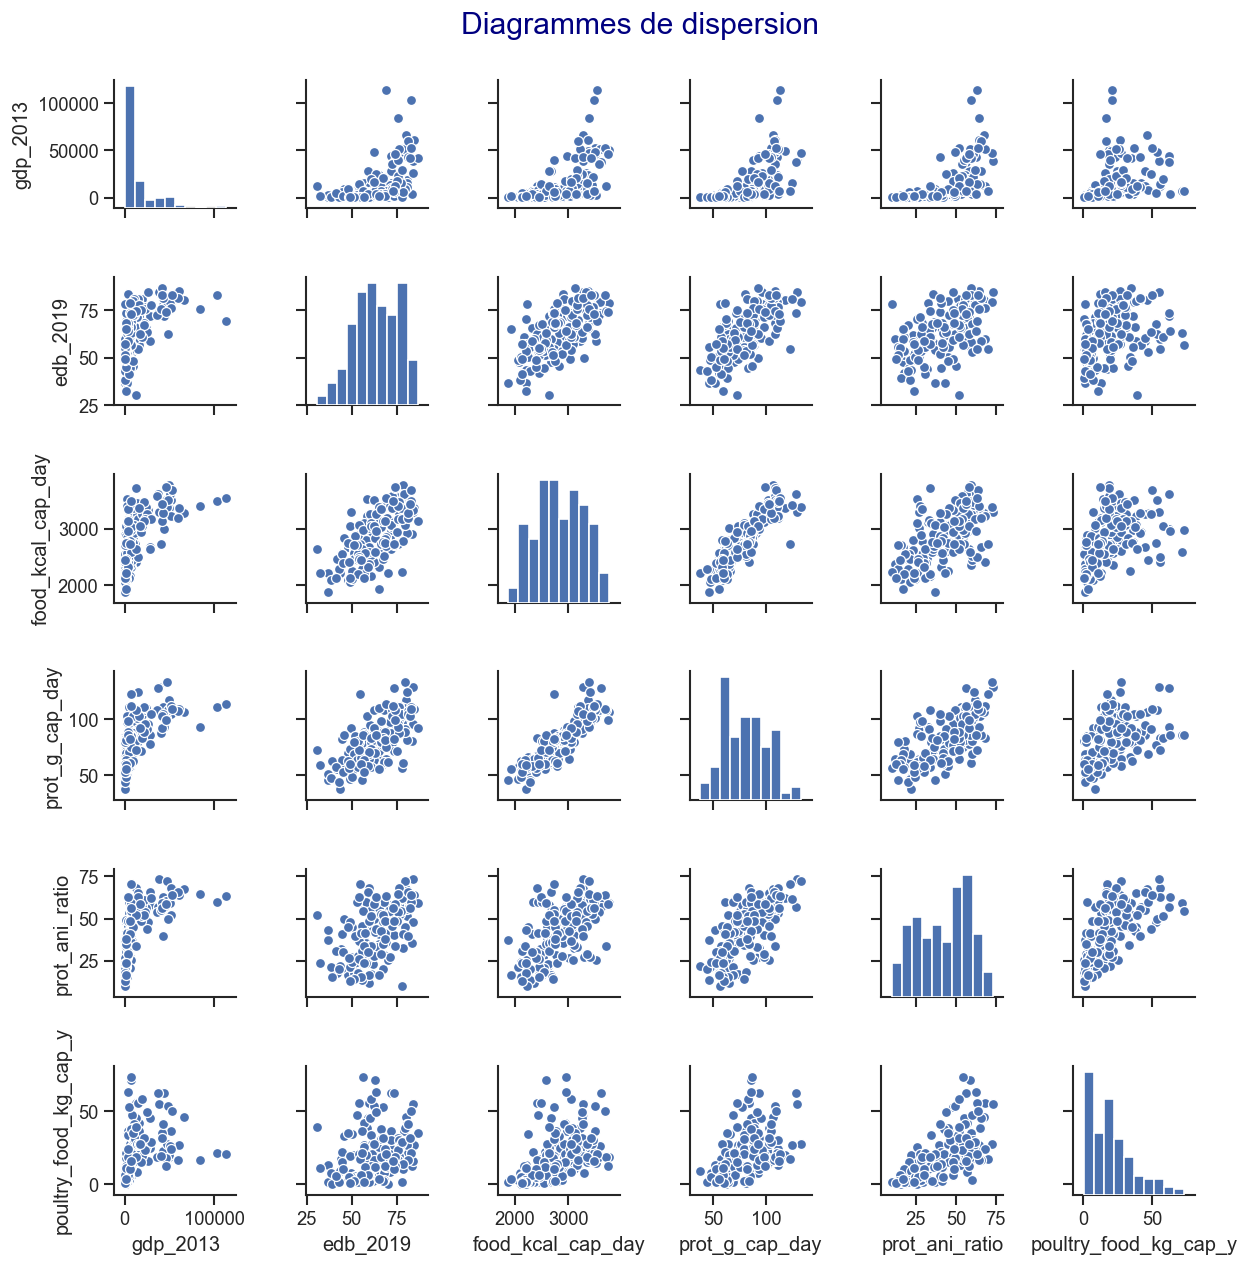 Diagrammes de dispersion
gdp_2013
100000
50000
0
edb_2019
75
50
25
food_kcal_cap_day
3000
2000
prot_g_cap_day
100
50
prot_ani_ratio
75
50
25
poultry_food_kg_cap_y
50
0
0 100000 25 50 75 2000 3000 50 100 25 50 75 0 50
gdp_2013 edb_2019 food_kcal_cap_day prot_g_cap_day prot_ani_ratio poultry_food_kg_cap_y